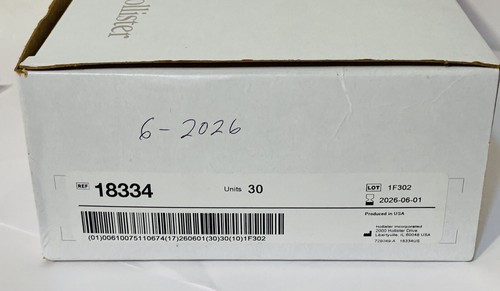 Hollister
6-2026
REF 18334
Units 30
LOT 1F302
2026-06-01
Produced in USA
(01)00610075110674(17)260601(30)30(10)1F302
Hollister Incorporated
2000 Hollister Drive
Libertyville, IL 60048 USA